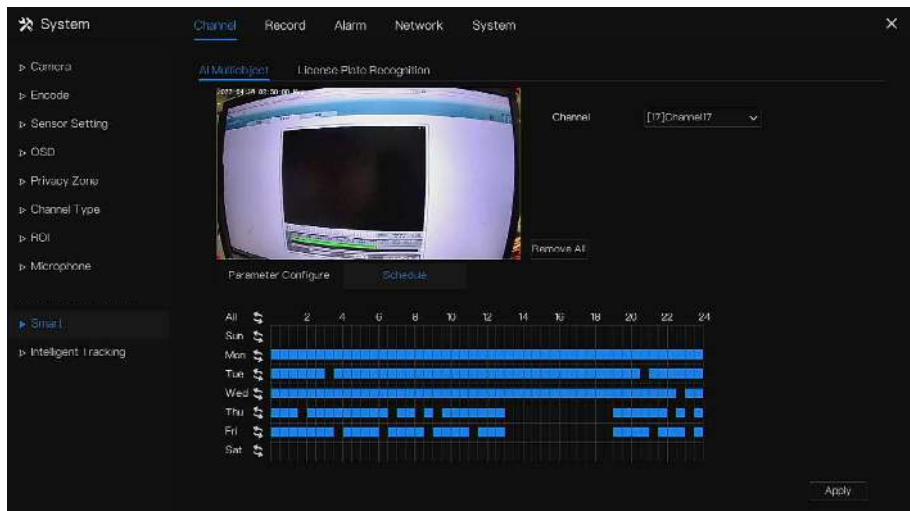 System
Channel Record Alarm Network System
Camera
Encode
Sensor Setting
OSD
Privacy Zone
Channel Type
ROI
Microphone
Smart
Intelligent Tracking
AI Multiobject License Plate Recognition
Channel [17]Channel17
Remove All
Parameter Configure Schedule
All 2 4 6 8 10 12 14 16 18 20 22 24
Sun
Mon
Tue
Wed
Thu
Fri
Sat
Apply